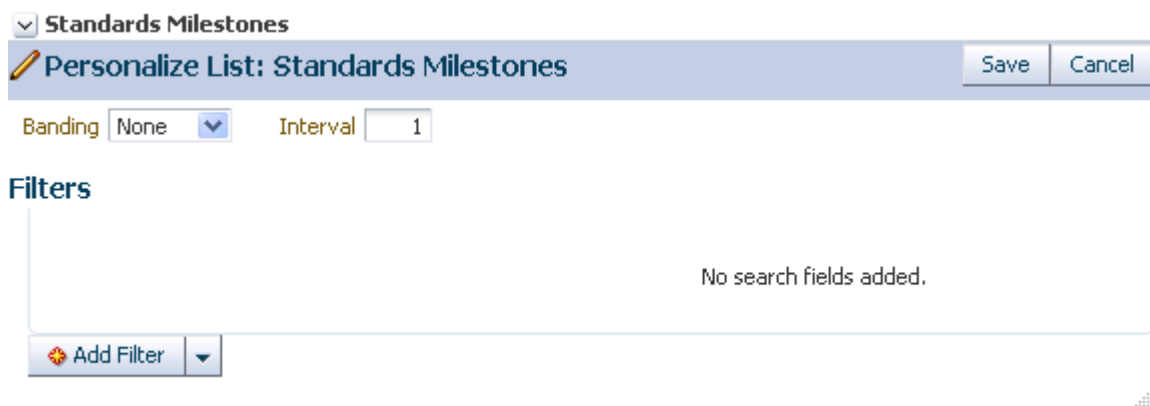 Standards Milestones
Personalize List: Standards Milestones Save Cancel
Banding None Interval 1
Filters
No search fields added.
Add Filter